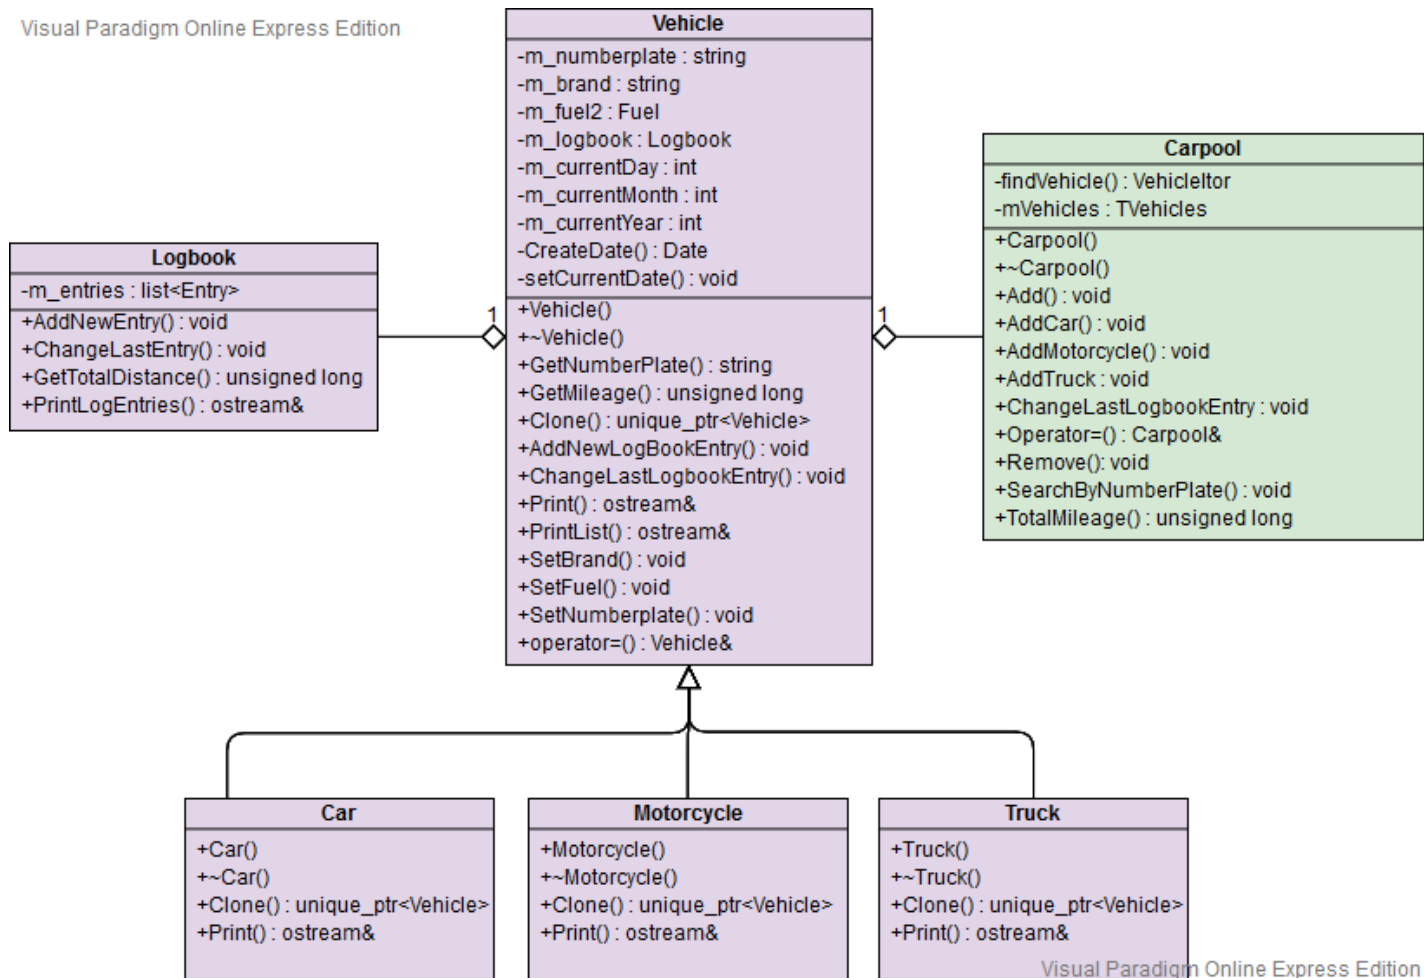 Visual Paradigm Online Express Edition
Vehicle
-m_numberplate : string
-m_brand : string
-m_fuel2 : Fuel
-m_logbook : Logbook
-m_currentDay : int
-m_currentMonth : int
-m_currentYear : int
-CreateDate() : Date
-setCurrentDate() : void
+Vehicle()
+~Vehicle()
+GetNumberPlate() : string
+GetMileage() : unsigned long
+Clone() : unique_ptr<Vehicle>
+AddNewLogBookEntry() : void
+ChangeLastLogbookEntry() : void
+Print() : ostream&
+PrintList() : ostream&
+SetBrand() : void
+SetFuel() : void
+SetNumberplate() : void
+operator=() : Vehicle&
Logbook
-m_entries : list<Entry>
+AddNewEntry() : void
+ChangeLastEntry() : void
+GetTotalDistance() : unsigned long
+PrintLogEntries() : ostream&
1
1
Carpool
-findVehicle() : VehicleItor
-mVehicles : TVehicles
+Carpool()
+~Carpool()
+Add() : void
+AddCar() : void
+AddMotorcycle() : void
+AddTruck : void
+ChangeLastLogbookEntry : void
+Operator=() : Carpool&
+Remove(): void
+SearchByNumberPlate() : void
+TotalMileage() : unsigned long
Car
+Car()
+~Car()
+Clone() : unique_ptr<Vehicle>
+Print() : ostream&
Motorcycle
+Motorcycle()
+~Motorcycle()
+Clone() : unique_ptr<Vehicle>
+Print() : ostream&
Truck
+Truck()
+~Truck()
+Clone() : unique_ptr<Vehicle>
+Print() : ostream&
Visual Paradigm Online Express Edition